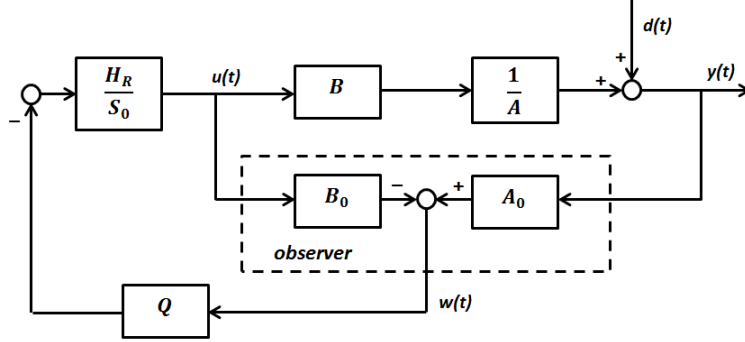 d(t)
H_R
S_0
u(t)
B
1
A
+
+
y(t)
−
B_0
−
+
A_0
observer
Q
w(t)